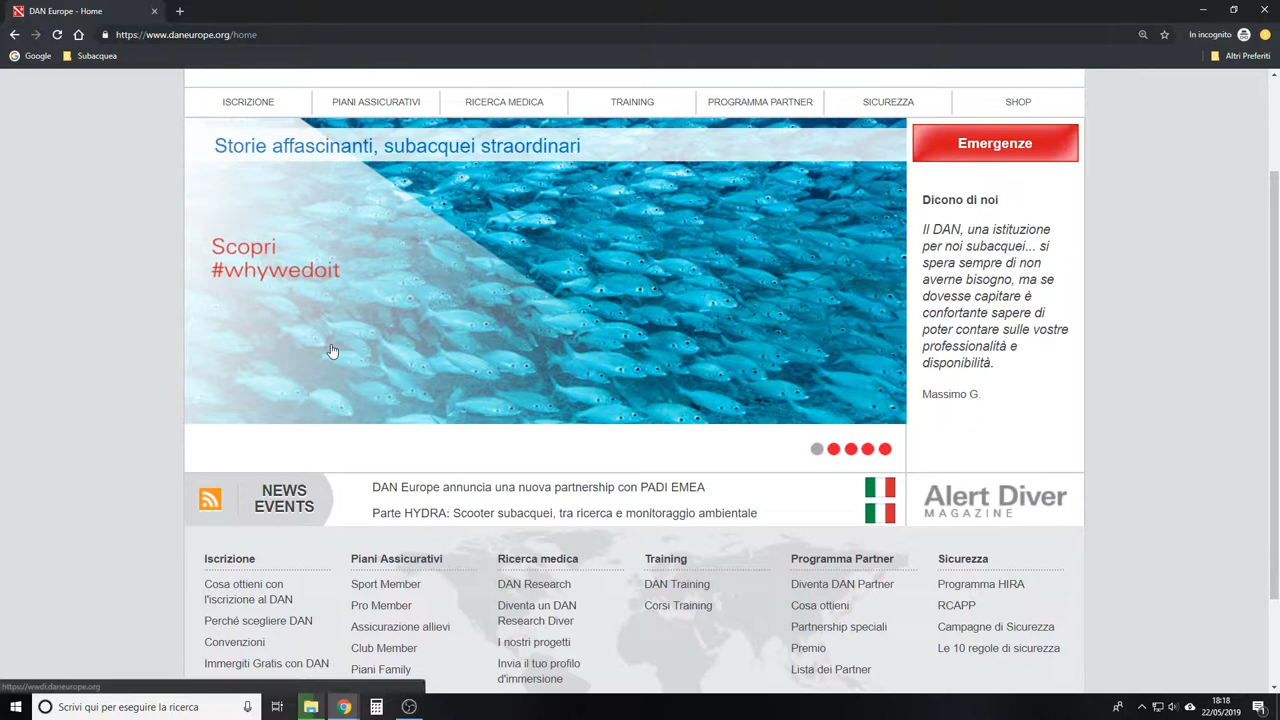 DAN Europe - Home
https://www.daneurope.org/home
In incognito
Google
Subacquea
Altri Preferiti
ISCRIZIONE
PIANI ASSICURATIVI
RICERCA MEDICA
TRAINING
PROGRAMMA PARTNER
SICUREZZA
SHOP
Storie affascinanti, subacquei straordinari
Scopri
#whywedoit
Emergenze
Dicono di noi
Il DAN, una istituzione
per noi subacquei... si
spera sempre di non
averne bisogno, ma se
dovesse capitare è
confortante sapere di
poter contare sulle vostre
professionalità e
disponibilità.
Massimo G.
NEWS
EVENTS
DAN Europe annuncia una nuova partnership con PADI EMEA
Parte HYDRA: Scooter subacquei, tra ricerca e monitoraggio ambientale
Alert Diver
MAGAZINE
Iscrizione
Cosa ottieni con
l'iscrizione al DAN
Perché scegliere DAN
Convenzioni
Immergiti Gratis con DAN
Piani Assicurativi
Sport Member
Pro Member
Assicurazione allievi
Club Member
Piani Family
Ricerca medica
DAN Research
Diventa un DAN
Research Diver
I nostri progetti
Invia il tuo profilo
d'immersione
Training
DAN Training
Corsi Training
Programma Partner
Diventa DAN Partner
Cosa ottieni
Partnership speciali
Premio
Lista dei Partner
Sicurezza
Programma HIRA
RCAPP
Campagne di Sicurezza
Le 10 regole di sicurezza
https://wwdi.daneurope.org
Scrivi qui per eseguire la ricerca
18:18
22/05/2019